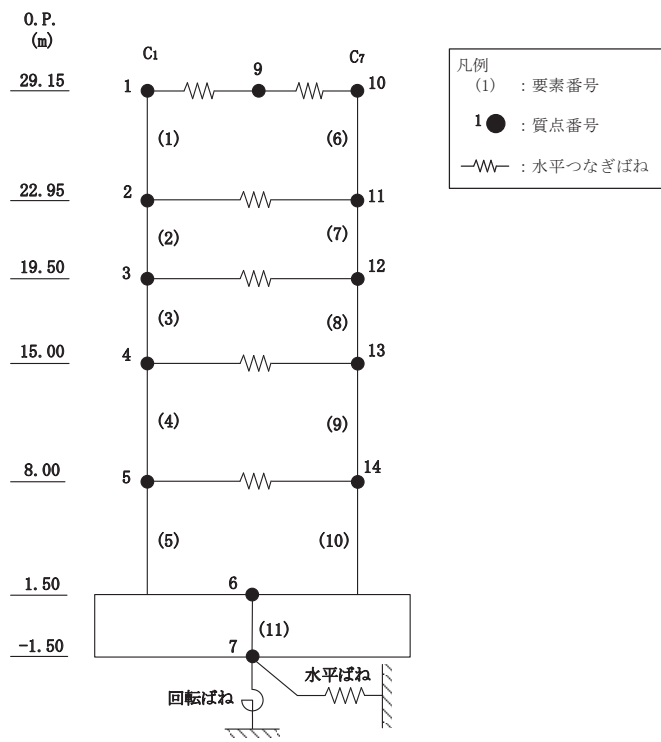 O.P.
(m)
C1 C7
29.15 1 9 10
(1) (6)
22.95 2 11
(2) (7)
19.50 3 12
(3) (8)
15.00 4 13
(4) (9)
8.00 5 14
(5) (10)
1.50 6
(11)
-1.50 7
水平ばね
回転ばね
凡例
(1) : 要素番号
1 : 質点番号
: 水平つなぎばね